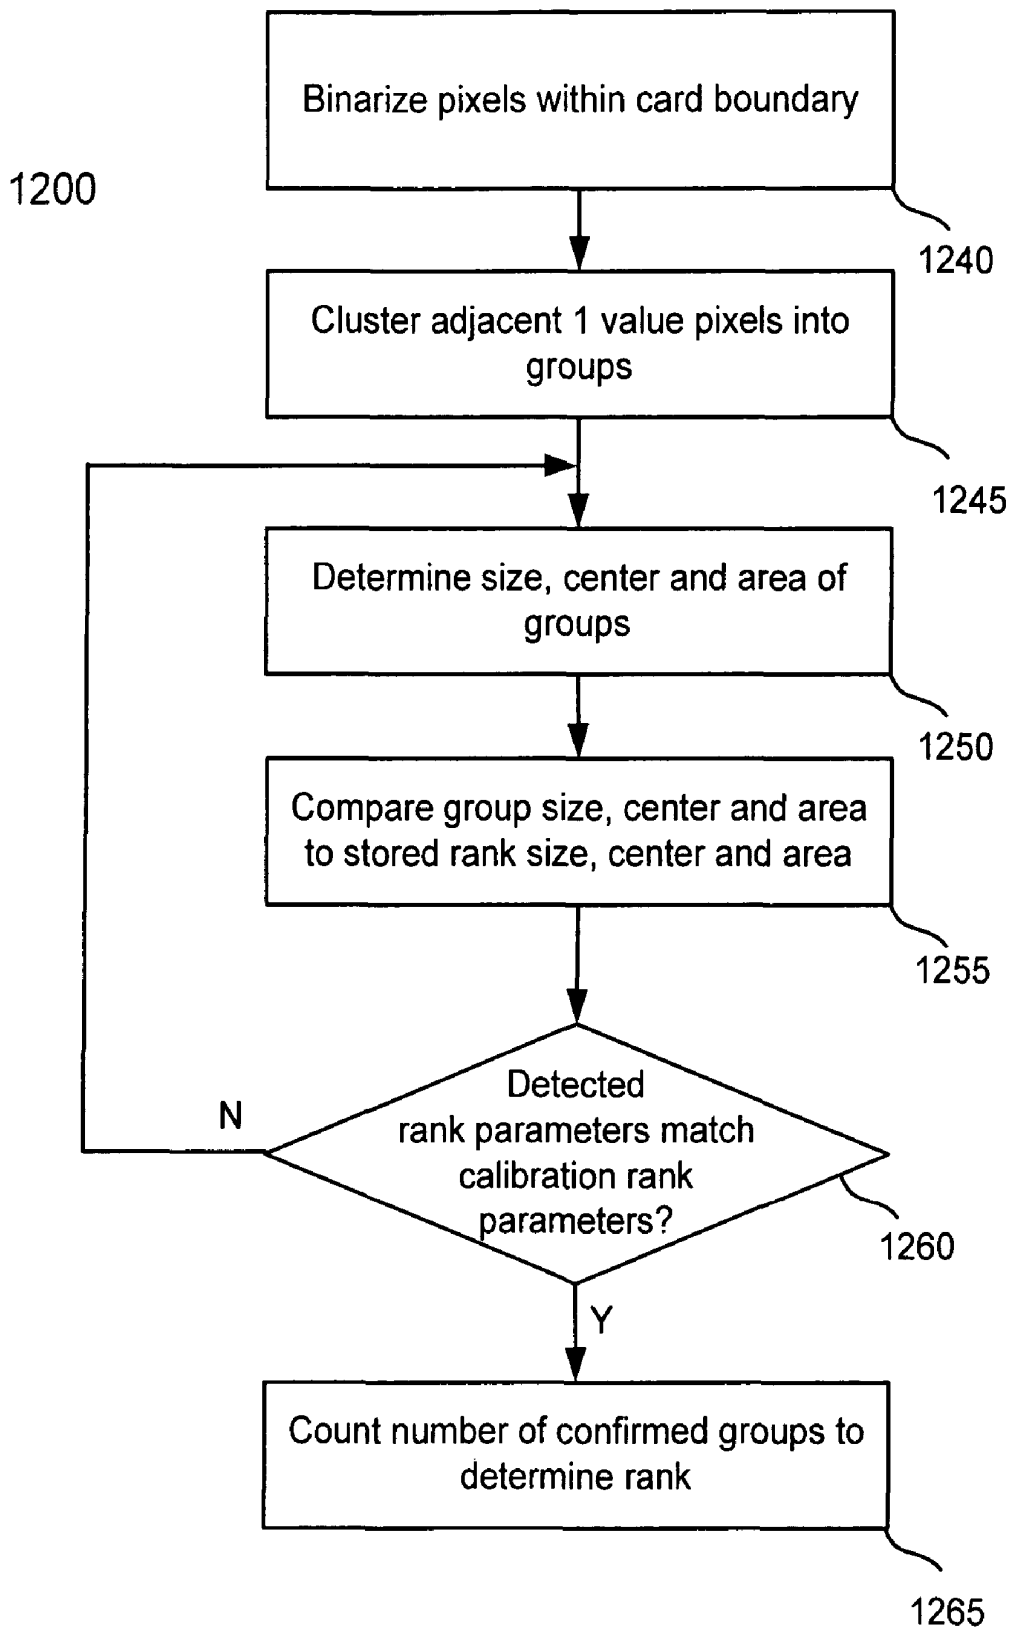 Binarize pixels within card boundary
1200
1240
Cluster adjacent 1 value pixels into
groups
1245
Determine size, center and area of
groups
1250
Compare group size, center and area
to stored rank size, center and area
1255
Detected
rank parameters match
calibration rank
parameters?
N
1260
Y
Count number of confirmed groups to
determine rank
1265